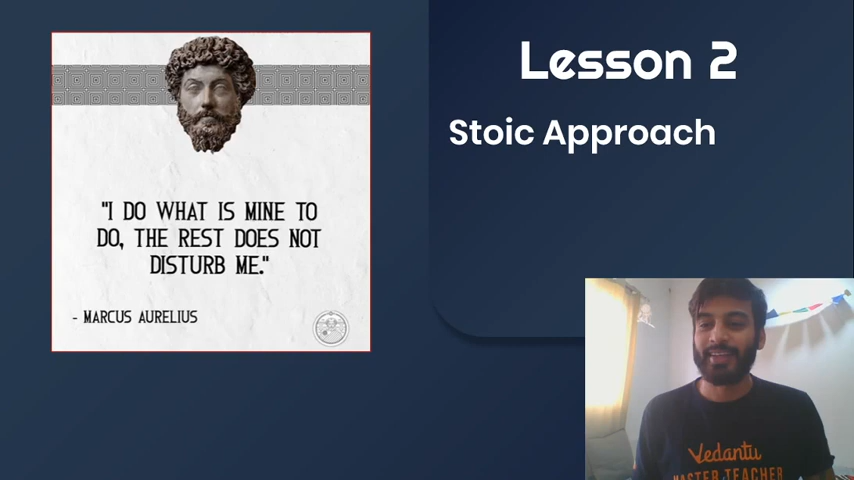 "I DO WHAT IS MINE TO
DO, THE REST DOES NOT
DISTURB ME."
- MARCUS AURELIUS
Lesson 2
Stoic Approach
Vedantu
MASTER TEACHER